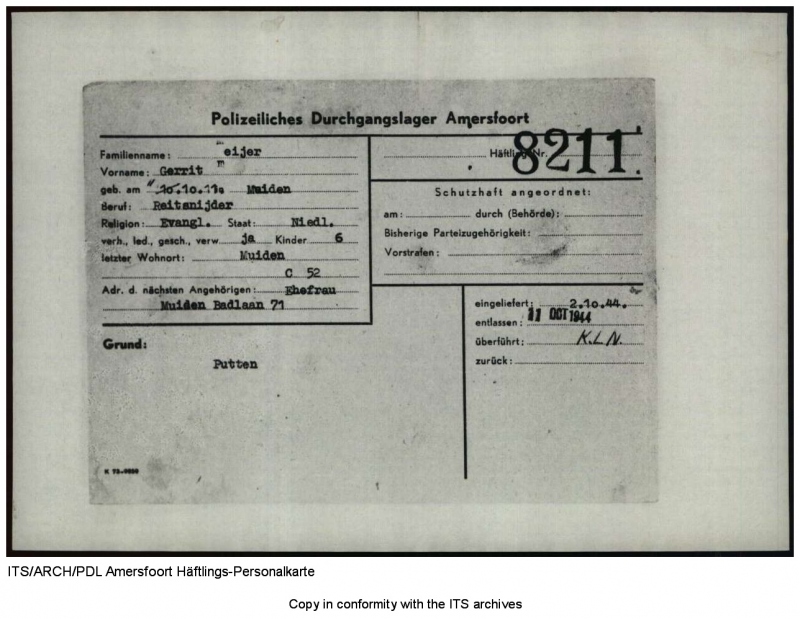 Polizeiliches Durchgangslager Amersfoort
Familienname: eijer
Vorname: Gerrit
geb. am 10.10.11. Muiden
Beruf: Reitsnijder
Religion: Evangl. Staat: Niedl.
verh., led., gesch., verw. ja Kinder 6
letzter Wohnort: Muiden
C 52
Adr. d. nächsten Angehörigen: Ehefrau
Muiden Badlaan 71
Häftling Nr. 8211.
Schutzhaft angeordnet:
am: durch (Behörde):
Bisherige Parteizugehörigkeit:
Vorstrafen:
eingeliefert: 2.10.44.
entlassen: 11 OCT 1944
überführt: K.L.N.
zurück:
Grund:
Putten
ITS/ARCH/PDL Amersfoort Häftlings-Personalkarte
Copy in conformity with the ITS archives